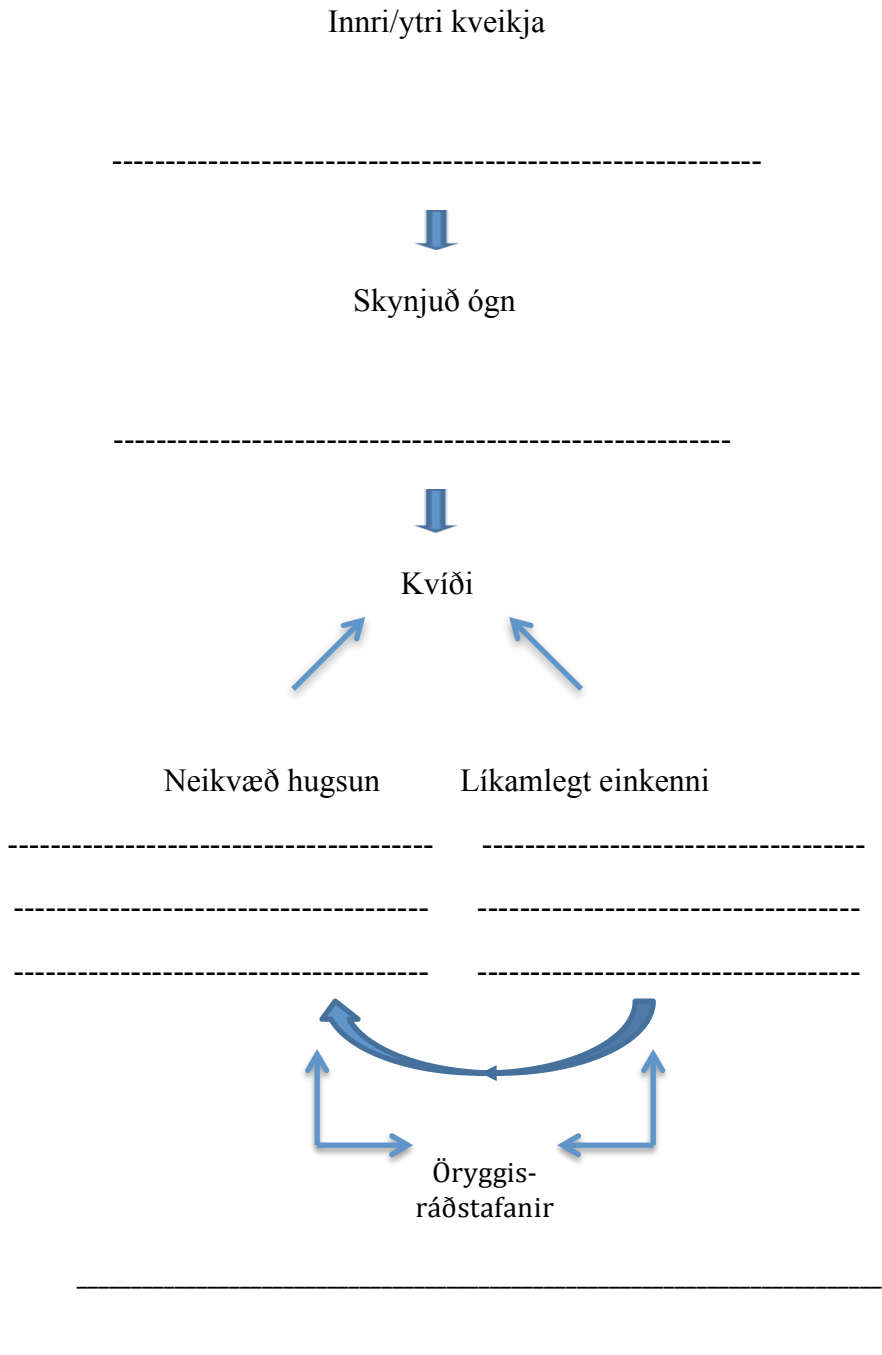 Innri/ytri kveikja
Skynjuð ógn
Kvíði
Neikvæð hugsun Líkamlegt einkenni
Öryggis-
ráðstafanir